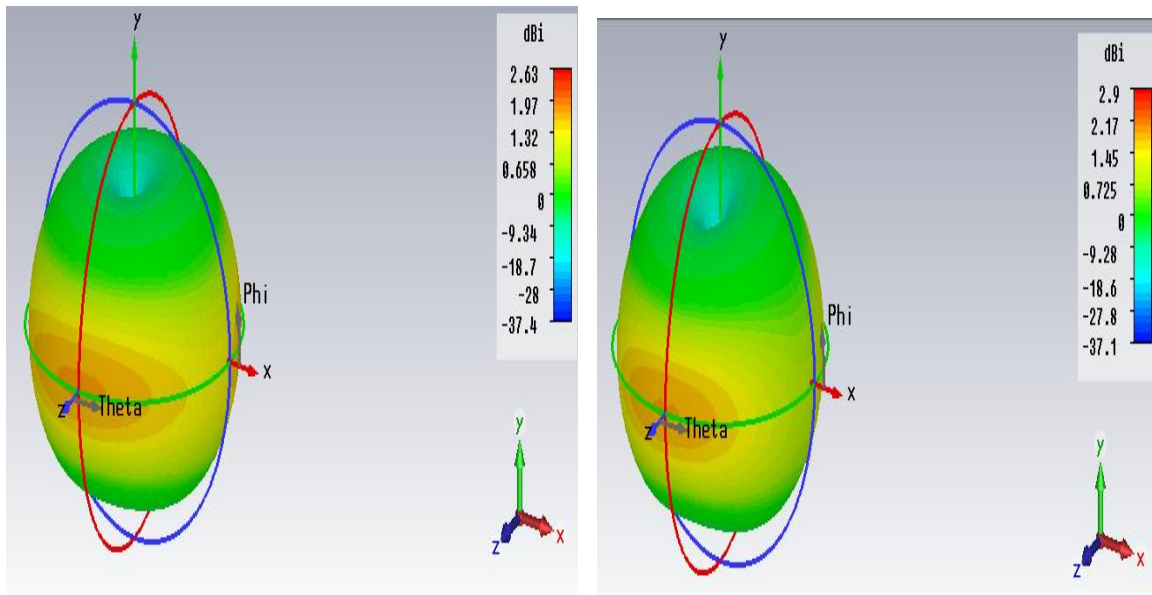 y
dBi
2.63
1.97
1.32
0.658
0
-9.34
-18.7
-28
-37.4
Phi
x
z
Theta
y
x
z
y
dBi
2.9
2.17
1.45
0.725
0
-9.28
-18.6
-27.8
-37.1
Phi
x
z
Theta
y
x
z